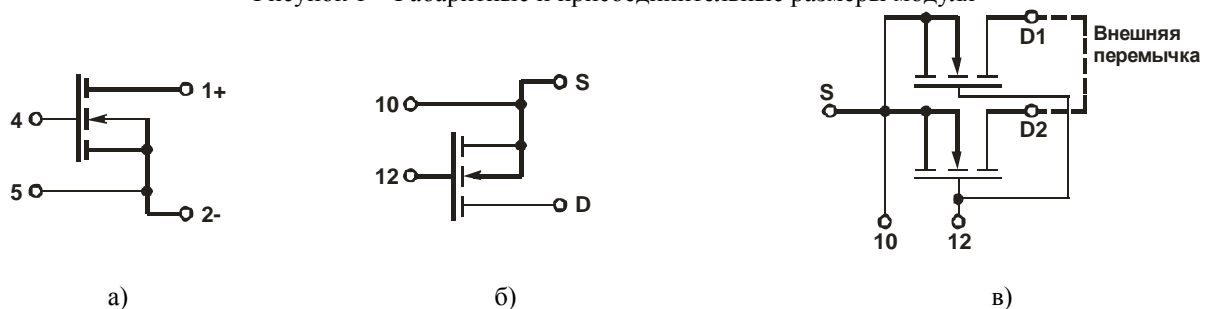 Рисунок 1 – Габаритные и присоединительные размеры модуля
4
5
1+
2-
10
12
S
D
S
D1
D2
Внешняя
перемычка
10
12
а)
б)
в)